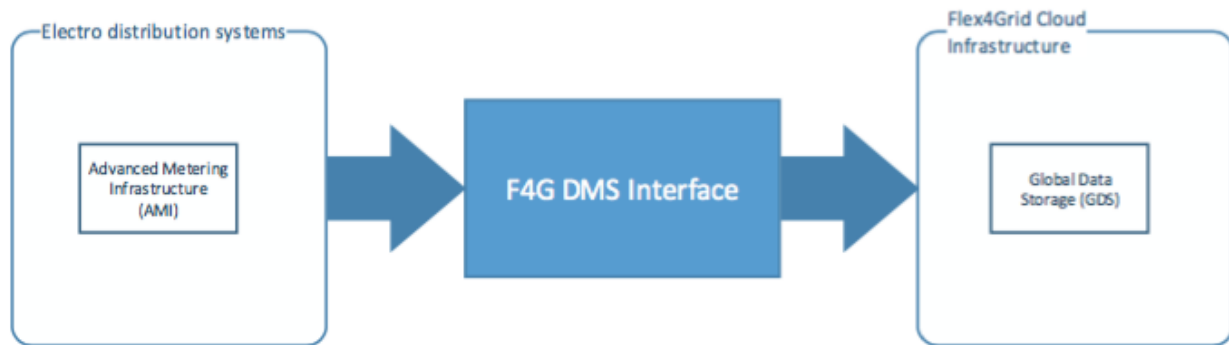 Electro distribution systems
Advanced Metering
Infrastructure
(AMI)
F4G DMS Interface
Flex4Grid Cloud
Infrastructure
Global Data
Storage (GDS)